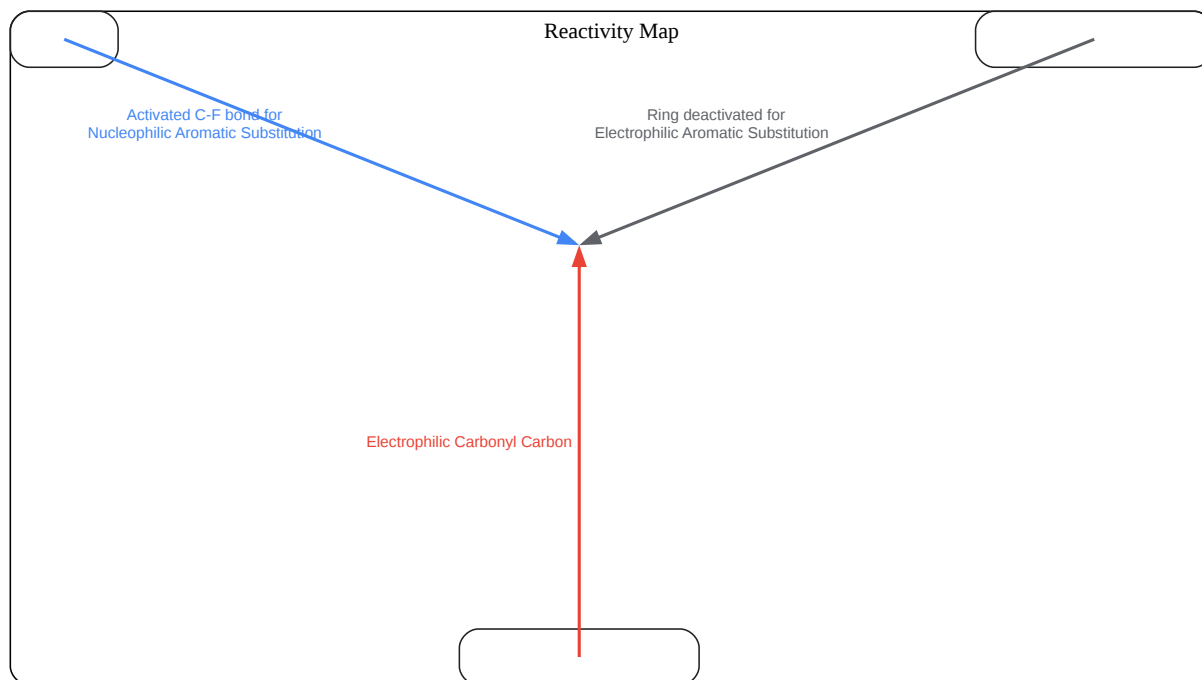 Reactivity Map
Activated C-F bond for
Nucleophilic Aromatic Substitution
Ring deactivated for
Electrophilic Aromatic Substitution
Electrophilic Carbonyl Carbon